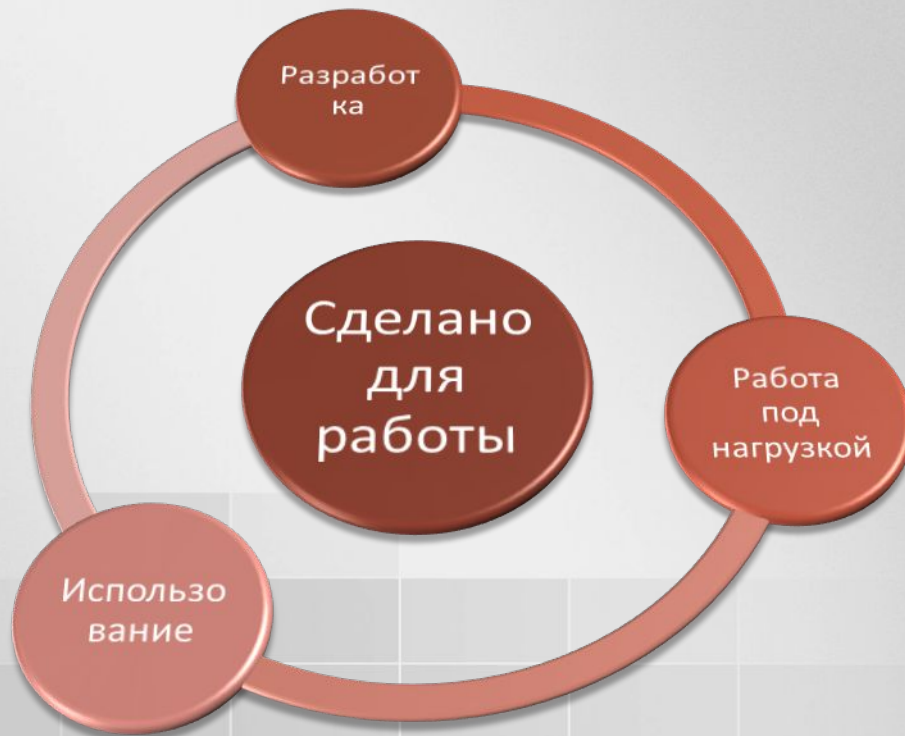 Разработ
ка
Сделано
для
работы
Работа
под
нагрузкой
Использо
вание